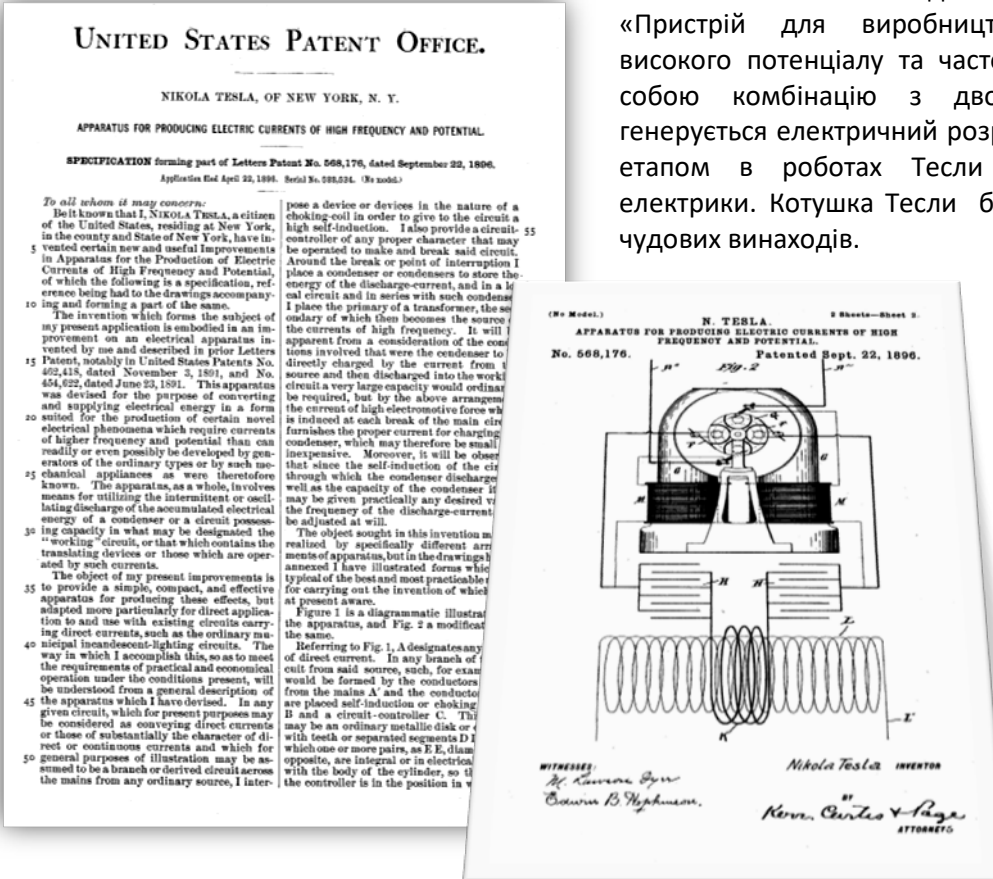 UNITED STATES PATENT OFFICE.
NIKOLA TESLA, OF NEW YORK, N. Y.
APPARATUS FOR PRODUCING ELECTRIC CURRENTS OF HIGH FREQUENCY AND POTENTIAL.
SPECIFICATION forming part of Letters Patent No. 568,176, dated September 22, 1896.
Application filed April 22, 1896. Serial No. 588,534. (No model.)
To all whom it may concern:
Be it known that I, NIKOLA TESLA, a citizen
of the United States, residing at New York,
in the county and State of New York, have in-
5 vented certain new and useful Improvements
in Apparatus for the Production of Electric
Currents of High Frequency and Potential,
of which the following is a specification, ref-
erence being had to the drawings accompany-
10 ing and forming a part of the same.
The invention which forms the subject of
my present application is embodied in an im-
provement on an electrical apparatus in-
vented by me and described in prior Letters
15 Patent, notably in United States Patents No.
462,418, dated November 3, 1891, and No.
454,622, dated June 23, 1891. This apparatus
was devised for the purpose of converting
and supplying electrical energy in a form
20 suited for the production of certain novel
electrical phenomena which require currents
of higher frequency and potential than can
readily or even possibly be developed by gen-
erators of the ordinary types or by such me-
25 chanical appliances as were theretofore
known. The apparatus, as a whole, involves
means for utilizing the intermittent or oscil-
lating discharge of the accumulated electrical
energy of a condenser or a circuit possess-
30 ing capacity in what may be designated the
"working" circuit, or that which contains the
translating devices or those which are oper-
ated by such currents.
The object of my present improvements is
35 to provide a simple, compact, and effective
apparatus for producing these effects, but
adapted more particularly for direct applica-
tion to and use with existing circuits carry-
ing direct currents, such as the ordinary mu-
40 nicipal incandescent-lighting circuits. The
way in which I accomplish this, so as to meet
the requirements of practical and economical
operation under the conditions present, will
be understood from a general description of
45 the apparatus which I have devised. In any
given circuit, which for present purposes may
be considered as conveying direct currents
or those of substantially the character of di-
rect or continuous currents and which for
50 general purposes of illustration may be as-
sumed to be a branch or derived circuit across
the mains from any ordinary source, I inter-
pose a device or devices in the nature of a
choking-coil in order to give to the circuit a
high self-induction. I also provide a circuit- 55
controller of any proper character that may
be operated to make and break said circuit.
Around the break or point of interruption I
place a condenser or condensers to store the
energy of the discharge-current, and in a lo
cal circuit and in series with such condense
I place the primary of a transformer, the se
ondary of which then becomes the source
the currents of high frequency. It will
apparent from a consideration of the con
tions involved that were the condenser to
directly charged by the current from t
source and then discharged into the worki
circuit a very large capacity would ordinar
be required, but by the above arrangeme
the current of high electromotive force wh
is induced at each break of the main circ
furnishes the proper current for charging
condenser, which may therefore be small
inexpensive. Moreover, it will be obser
that since the self-induction of the cir
through which the condenser discharge
well as the capacity of the condenser it
may be given practically any desired v
the frequency of the discharge-current
be adjusted at will.
The object sought in this invention m
realized by specifically different arr
ments of apparatus, but in the drawings h
annexed I have illustrated forms whic
typical of the best and most practicable
for carrying out the invention of which
at present aware.
Figure 1 is a diagrammatic illustrat
the apparatus, and Fig. 2 a modificat
the same.
Referring to Fig. 1, A designates any
of direct current. In any branch of
cuit from said source, such, for exam
would be formed by the conductors
from the mains A' and the conducto
are placed self-induction or choking
B and a circuit-controller C. Thi
may be an ordinary metallic disk or
with teeth or separated segments D
which one or more pairs, as E E, diam
opposite, are integral or in electrica
with the body of the cylinder, so t
the controller is in the position in w
«Пристрій для виробницт
високого потенціалу та часто
собою комбінацію з дво
генерується електричний розр
етапом в роботах Тесли
електрики. Котушка Тесли б
чудових винаходів.
(No Model.) 2 Sheets—Sheet 2.
N. TESLA.
APPARATUS FOR PRODUCING ELECTRIC CURRENTS OF HIGH
FREQUENCY AND POTENTIAL.
No. 568,176. Patented Sept. 22, 1896.
Fig. 2
G G
M M
H H
L
K
L'
WITNESSES:
Edwin B. Hopkinson.
Nikola Tesla INVENTOR
BY
Kerr, Curtis & Page
ATTORNEYS